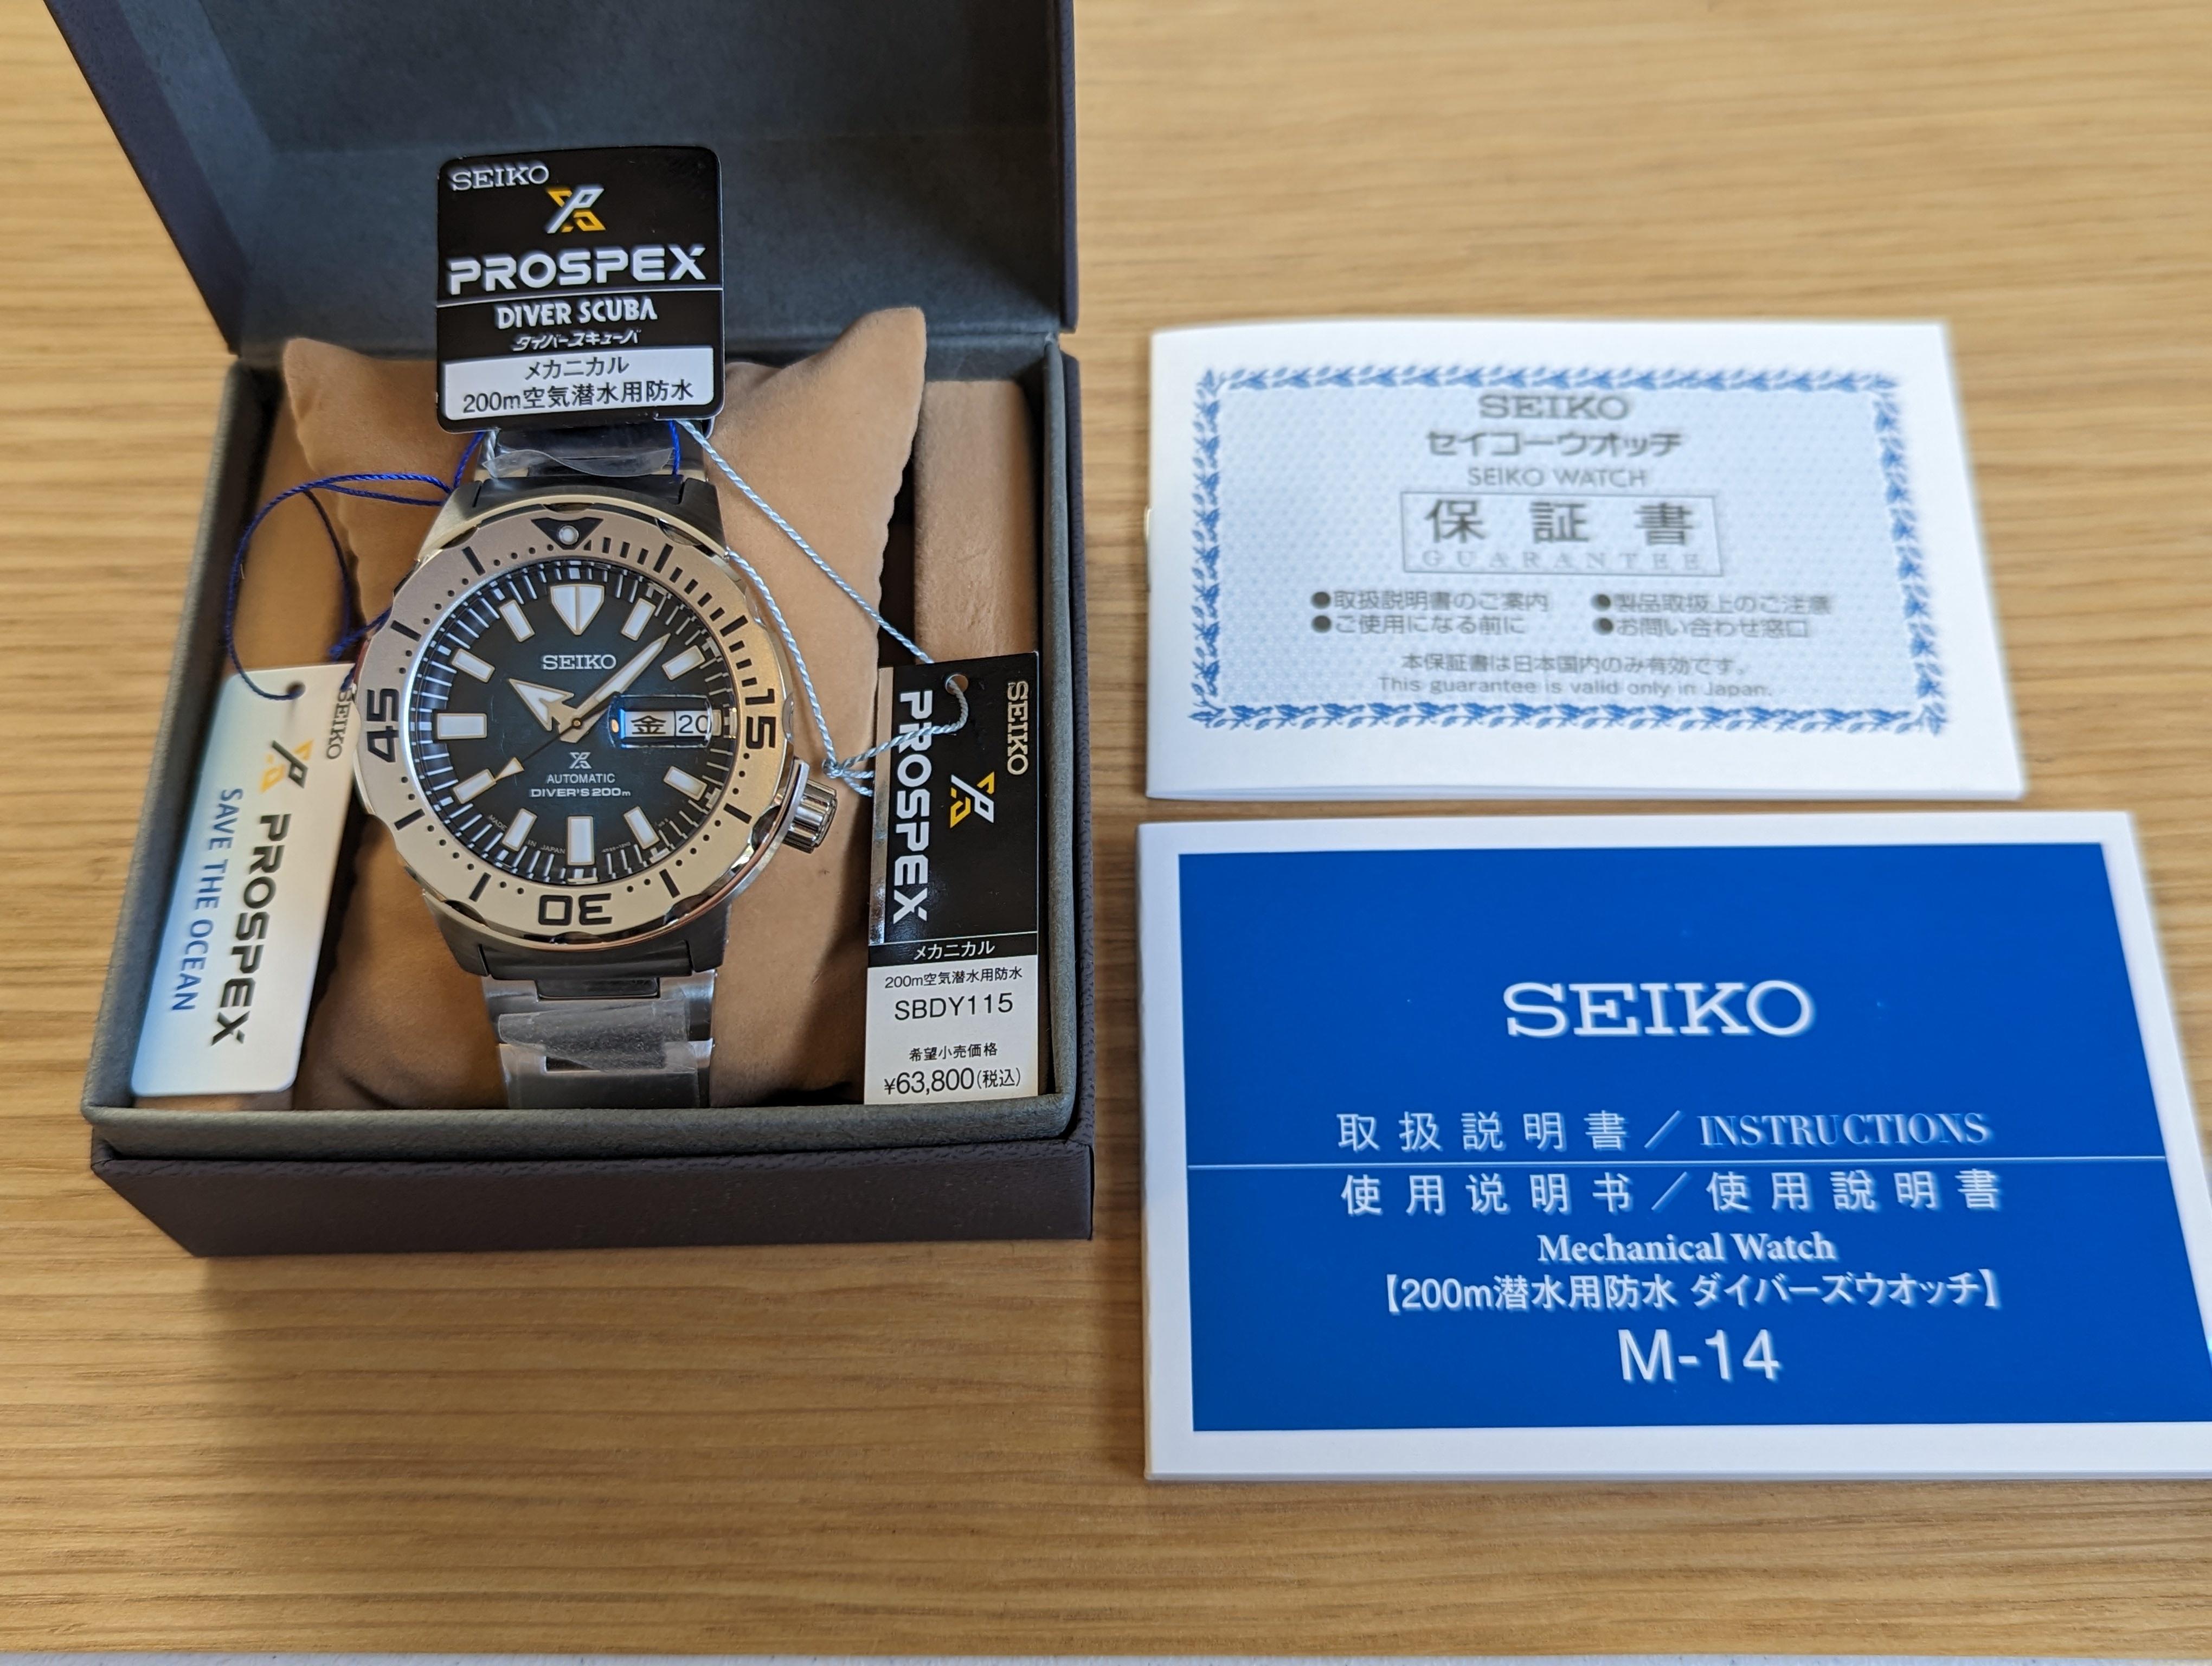 SEIKO
PROSPEX
DIVER SCUBA
ダイバースキューバ
メカニカル
200m空気潜水用防水
SEIKO
PROSPEX
SAVE THE OCEAN
45
15
30
SEIKO
金 20
AUTOMATIC
DIVER'S 200m
MADE IN JAPAN
SEIKO
PROSPEX
メカニカル
200m空気潜水用防水
SBDY115
希望小売価格
¥63,800(税込)
SEIKO
セイコーウオッチ
SEIKO WATCH
保証書
GUARANTEE
●取扱説明書のご案内 ●製品取扱上のご注意
●ご使用になる前に ●お問い合わせ窓口
本保証書は日本国内のみ有効です。
This guarantee is valid only in Japan.
SEIKO
取扱説明書／INSTRUCTIONS
使用说明书／使用說明書
Mechanical Watch
【200m潜水用防水 ダイバーズウオッチ】
M-14